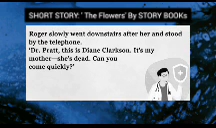 SHORT STORY: ' The Flowers' By STORY BOOKs
Roger slowly went downstairs after her and stood
by the telephone.
'Dr. Pratt, this is Diane Clarkson. It's my
mother—she's dead. Can you
come quickly?'